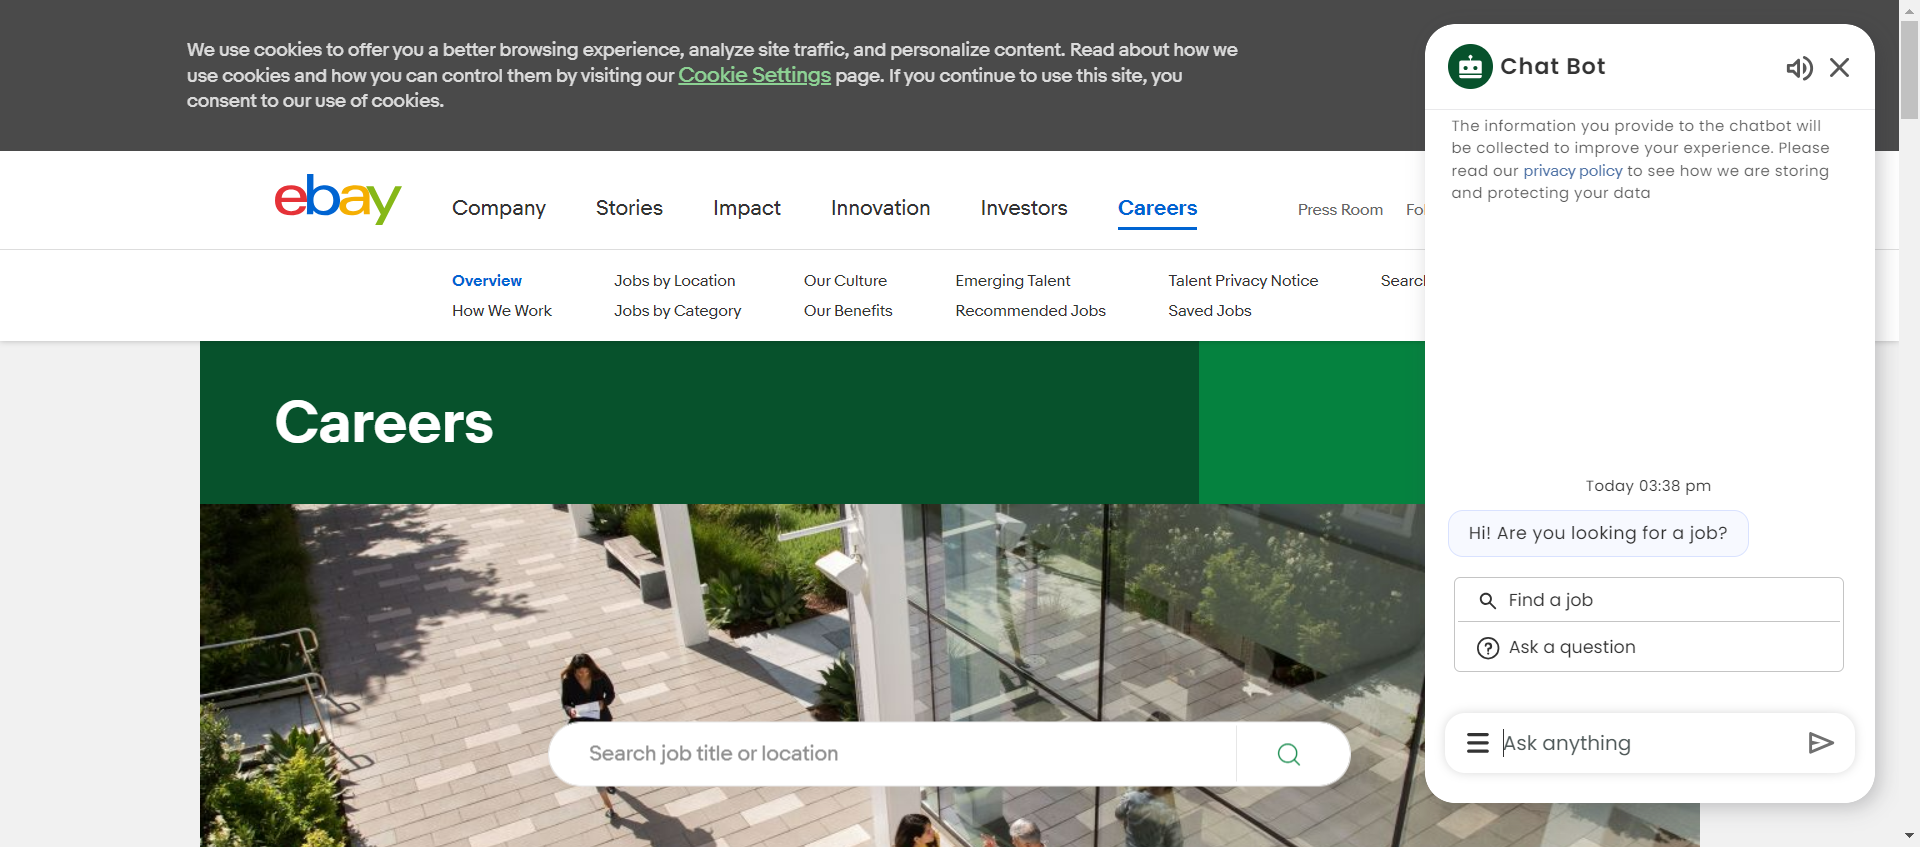 We use cookies to offer you a better browsing experience, analyze site traffic, and personalize content. Read about how we
use cookies and how you can control them by visiting our Cookie Settings page. If you continue to use this site, you
consent to our use of cookies.
ebay
Company
Stories
Impact
Innovation
Investors
Careers
Press Room
Overview
Jobs by Location
Our Culture
Emerging Talent
Talent Privacy Notice
How We Work
Jobs by Category
Our Benefits
Recommended Jobs
Saved Jobs
Careers
Search job title or location
Chat Bot
The information you provide to the chatbot will
be collected to improve your experience. Please
read our privacy policy to see how we are storing
and protecting your data
Today 03:38 pm
Hi! Are you looking for a job?
Find a job
Ask a question
Ask anything